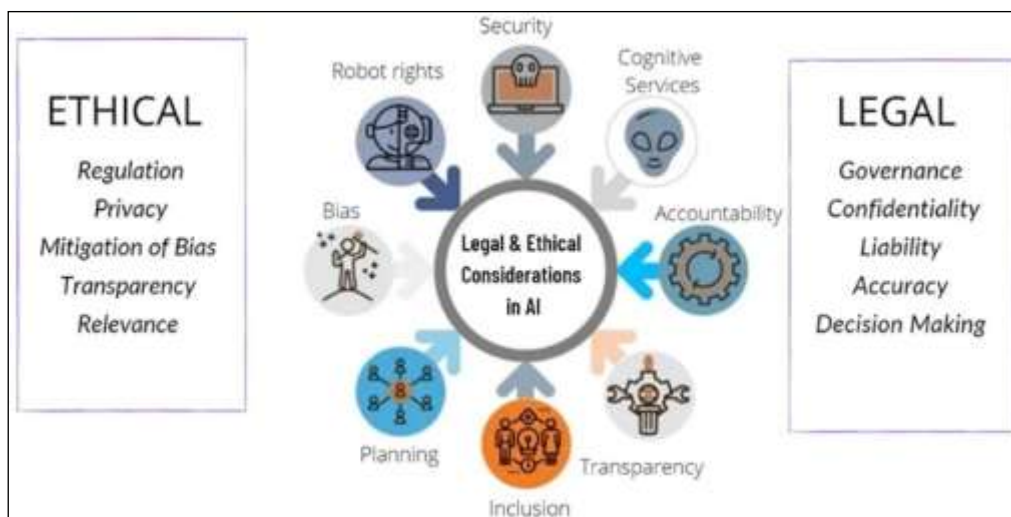 ETHICAL
Regulation
Privacy
Mitigation of Bias
Transparency
Relevance
Security
Robot rights
Cognitive
Services
Bias
Accountability
Legal & Ethical
Considerations
in AI
Planning
Inclusion
Transparency
LEGAL
Governance
Confidentiality
Liability
Accuracy
Decision Making